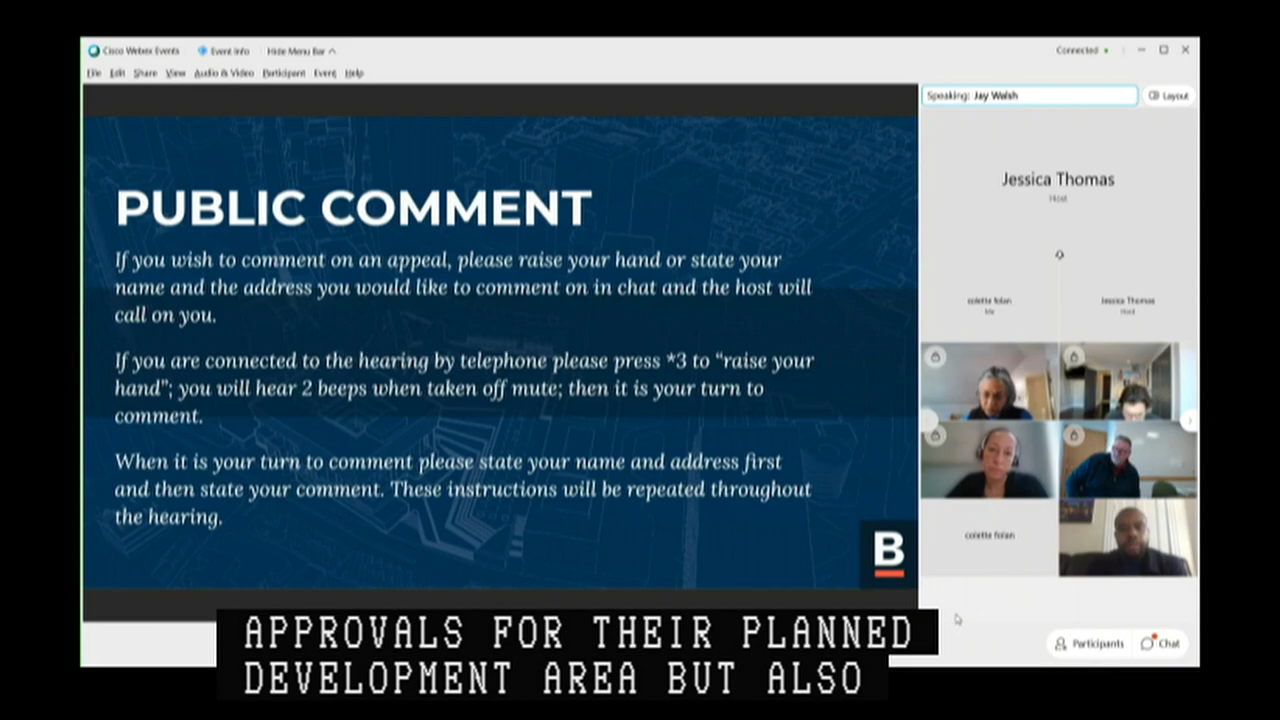 Cisco Webex Events
Event Info
Hide Menu Bar
Connected
File Edit Share View Audio & Video Participant Event Help
Speaking: Jay Walsh
Layout
PUBLIC COMMENT
If you wish to comment on an appeal, please raise your hand or state your
name and the address you would like to comment on in chat and the host will
call on you.
If you are connected to the hearing by telephone please press *3 to “raise your
hand”; you will hear 2 beeps when taken off mute; then it is your turn to
comment.
When it is your turn to comment please state your name and address first
and then state your comment. These instructions will be repeated throughout
the hearing.
B
Jessica Thomas
Host
colette folan
Me
Jessica Thomas
Host
colette folan
Participants
Chat
APPROVALS FOR THEIR PLANNED
DEVELOPMENT AREA BUT ALSO